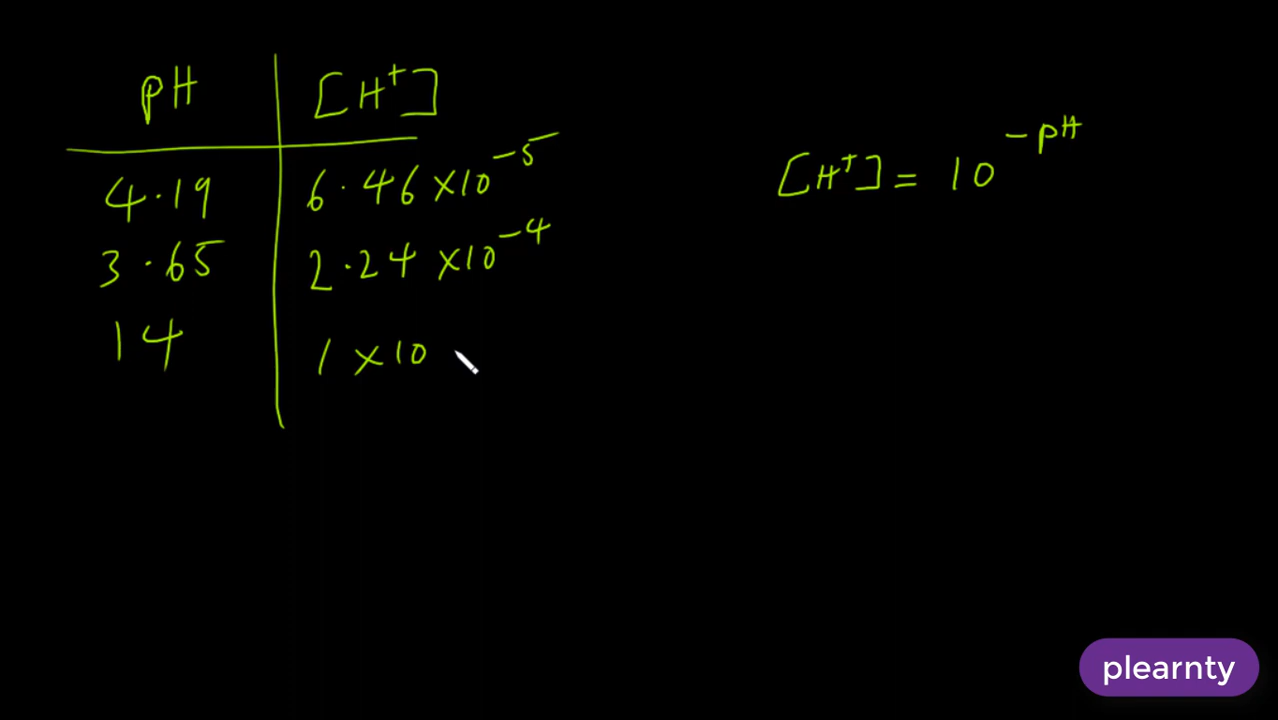 pH [H⁺]
4.19 6.46 ×10⁻⁵
3.65 2.24 ×10⁻⁴
14 1 × 10
[H⁺] = 10⁻ᵖᴴ
plearnty